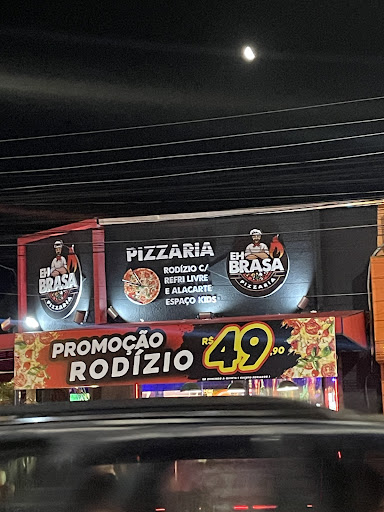 EH
BRASA
PIZZARIA
PIZZARIA
RODÍZIO C/
REFRI LIVRE
E ALACARTE
ESPAÇO KIDS
EH
BRASA
PIZZARIA
PROMOÇÃO
RODÍZIO
R$ 49,90